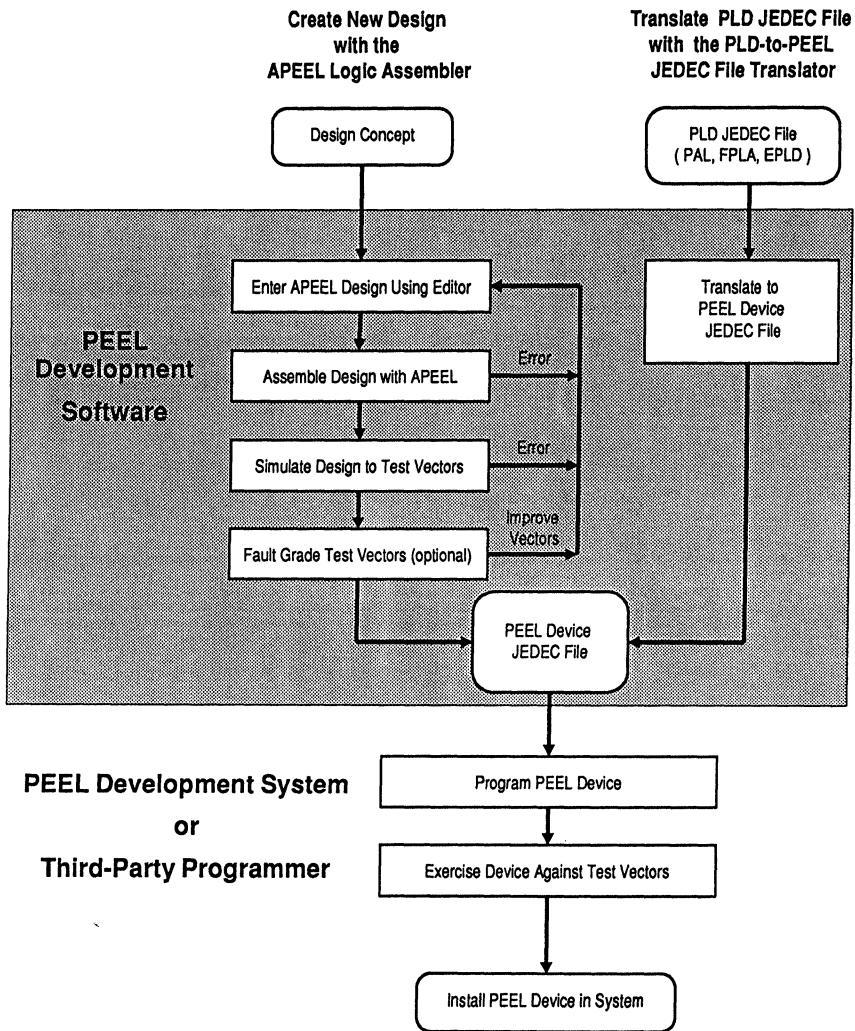 Create New Design
with the
APEEL Logic Assembler
Translate PLD JEDEC File
with the PLD-to-PEEL
JEDEC File Translator
Design Concept
PLD JEDEC File
( PAL, FPLA, EPLD )
Enter APEEL Design Using Editor
Translate to
PEEL Device
JEDEC File
PEEL
Development
Software
Assemble Design with APEEL
Error
Simulate Design to Test Vectors
Error
Fault Grade Test Vectors (optional)
Improve
Vectors
PEEL Device
JEDEC File
PEEL Development System
or
Third-Party Programmer
Program PEEL Device
Exercise Device Against Test Vectors
Install PEEL Device in System